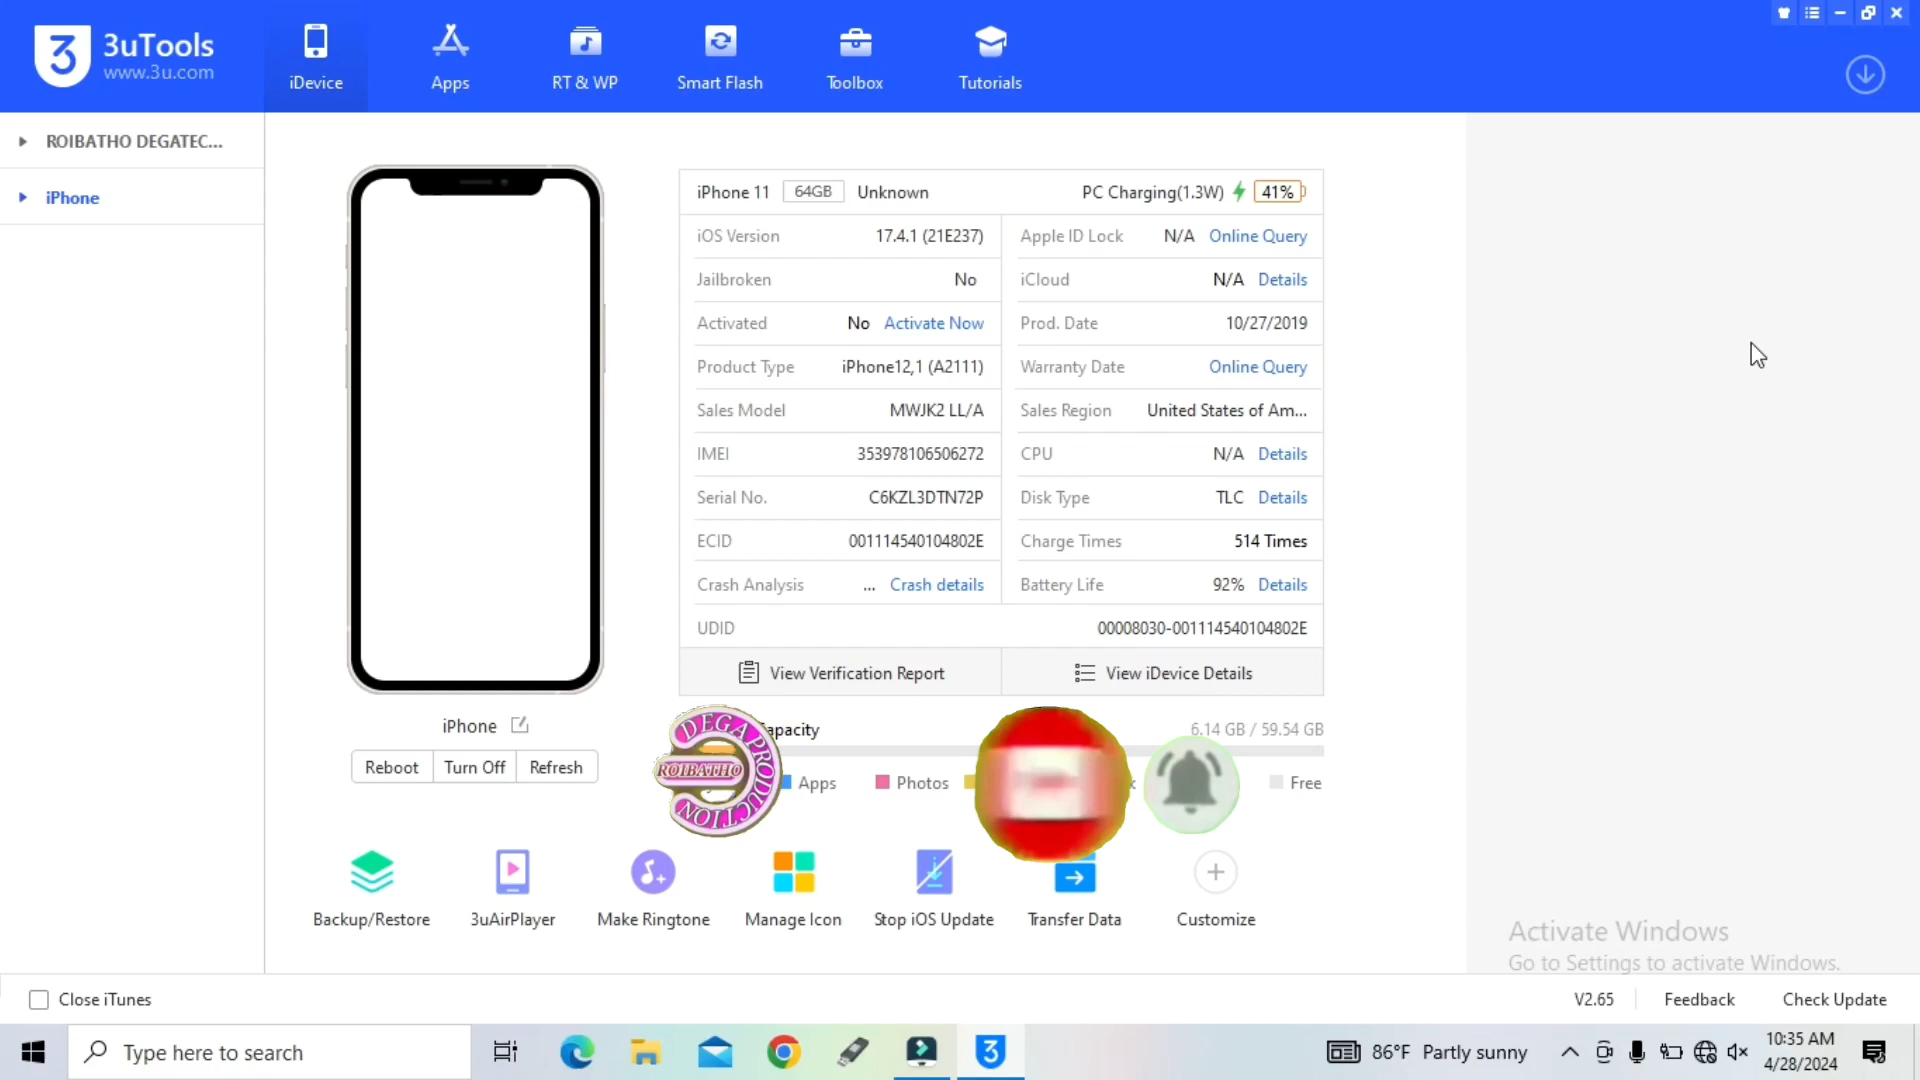 3 3uTools
www.3u.com
iDevice
Apps
RT & WP
Smart Flash
Toolbox
Tutorials
ROIBATHO DEGATEC...
iPhone
iPhone 11 64GB Unknown PC Charging(1.3W) 41%
iOS Version 17.4.1 (21E237) Apple ID Lock N/A Online Query
Jailbroken No iCloud N/A Details
Activated No Activate Now Prod. Date 10/27/2019
Product Type iPhone12,1 (A2111) Warranty Date Online Query
Sales Model MWJK2 LL/A Sales Region United States of Am...
IMEI 353978106506272 CPU N/A Details
Serial No. C6KZL3DTN72P Disk Type TLC Details
ECID 001114540104802E Charge Times 514 Times
Crash Analysis ... Crash details Battery Life 92% Details
UDID 00008030-001114540104802E
View Verification Report View iDevice Details
iPhone
Reboot Turn Off Refresh
DEGA PRODUCTION
ROIBATHO
apacity 6.14 GB / 59.54 GB
Apps Photos Free
Backup/Restore 3uAirPlayer Make Ringtone Manage Icon Stop iOS Update Transfer Data Customize
Activate Windows
Go to Settings to activate Windows.
Close iTunes V2.65 Feedback Check Update
Type here to search 3 86°F Partly sunny 10:35 AM
4/28/2024